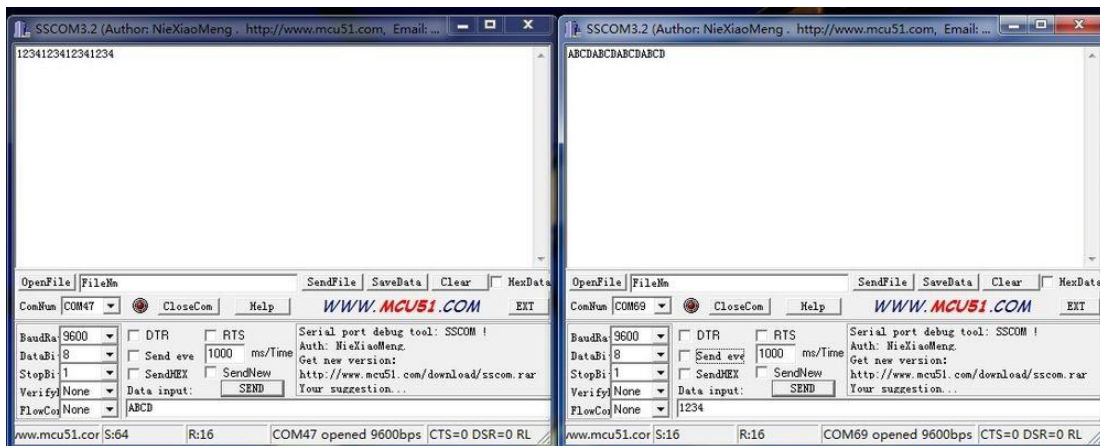 SSCOM3.2 (Author: NieXiaoMeng . http://www.mcu51.com, Email: ...
1234123412341234
OpenFile FileNm SendFile SaveData Clear HexData
ComNum COM47 CloseCom Help WWW.MCU51.COM EXT
BaudRa 9600 DTR RTS
DataBi 8 Send eve 1000 ms/Time
StopBi 1 SendHEX SendNew
VerifyI None Data input: SEND
FlowCo None ABCD
Serial port debug tool: SSCOM !
Auth: NieXiaoMeng
Get new version:
http://www.mcu51.com/download/sscom.rar
Your suggestion...
ww.mcu51.cor S:64 R:16 COM47 opened 9600bps CTS=0 DSR=0 RL
SSCOM3.2 (Author: NieXiaoMeng . http://www.mcu51.com, Email: ...
ABCDABCDABCDABCD
OpenFile FileNm SendFile SaveData Clear HexData
ComNum COM69 CloseCom Help WWW.MCU51.COM EXT
BaudRa 9600 DTR RTS
DataBi 8 Send eve 1000 ms/Time
StopBi 1 SendHEX SendNew
VerifyI None Data input: SEND
FlowCo None 1234
Serial port debug tool: SSCOM !
Auth: NieXiaoMeng
Get new version:
http://www.mcu51.com/download/sscom.rar
Your suggestion...
ww.mcu51.cor S:16 R:16 COM69 opened 9600bps CTS=0 DSR=0 RL